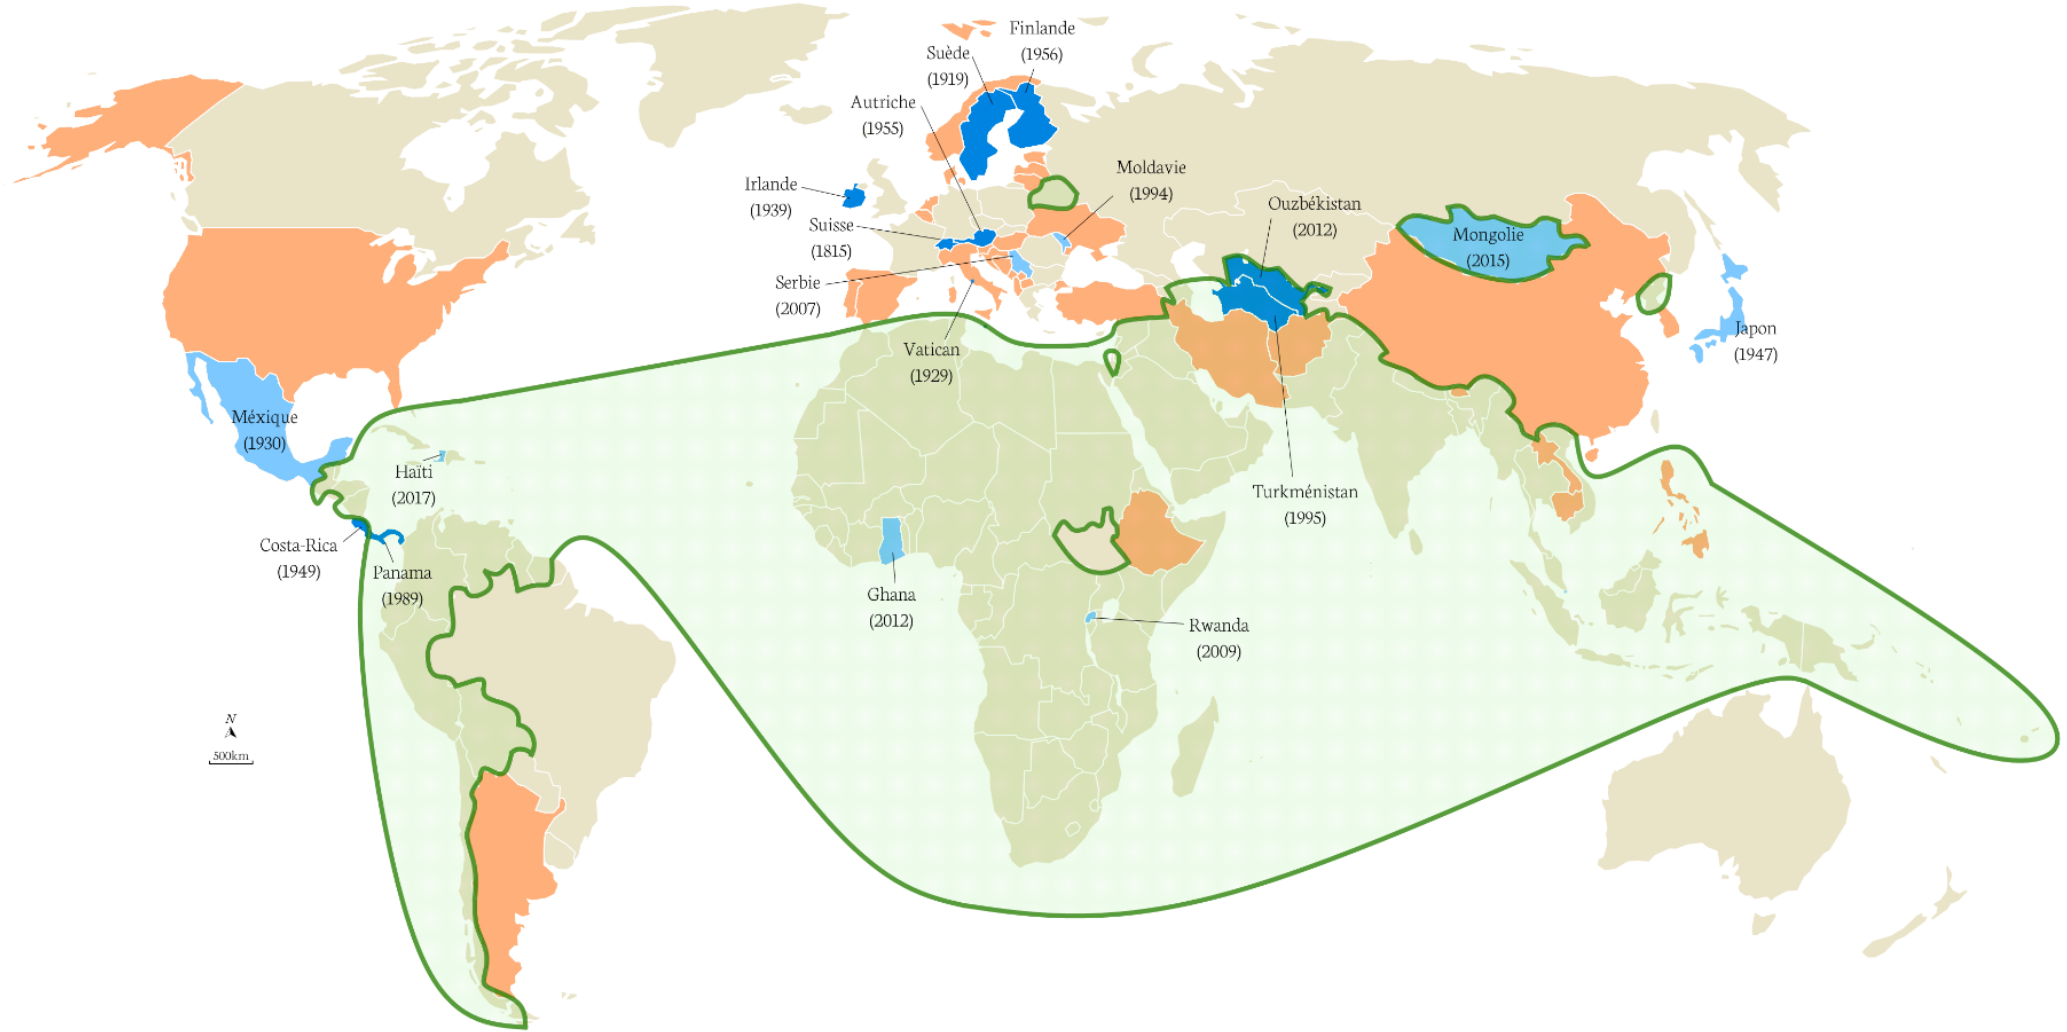 Finlande
(1956)
Suède
(1919)
Autriche
(1955)
Moldavie
(1994)
Irlande
(1939)
Ouzbékistan
(2012)
Suisse
(1815)
Mongolie
(2015)
Serbie
(2007)
Japon
(1947)
Vatican
(1929)
Méxique
(1930)
Haïti
(2017)
Turkménistan
(1995)
Costa-Rica
(1949)
Panama
(1989)
Ghana
(2012)
Rwanda
(2009)
N
500km